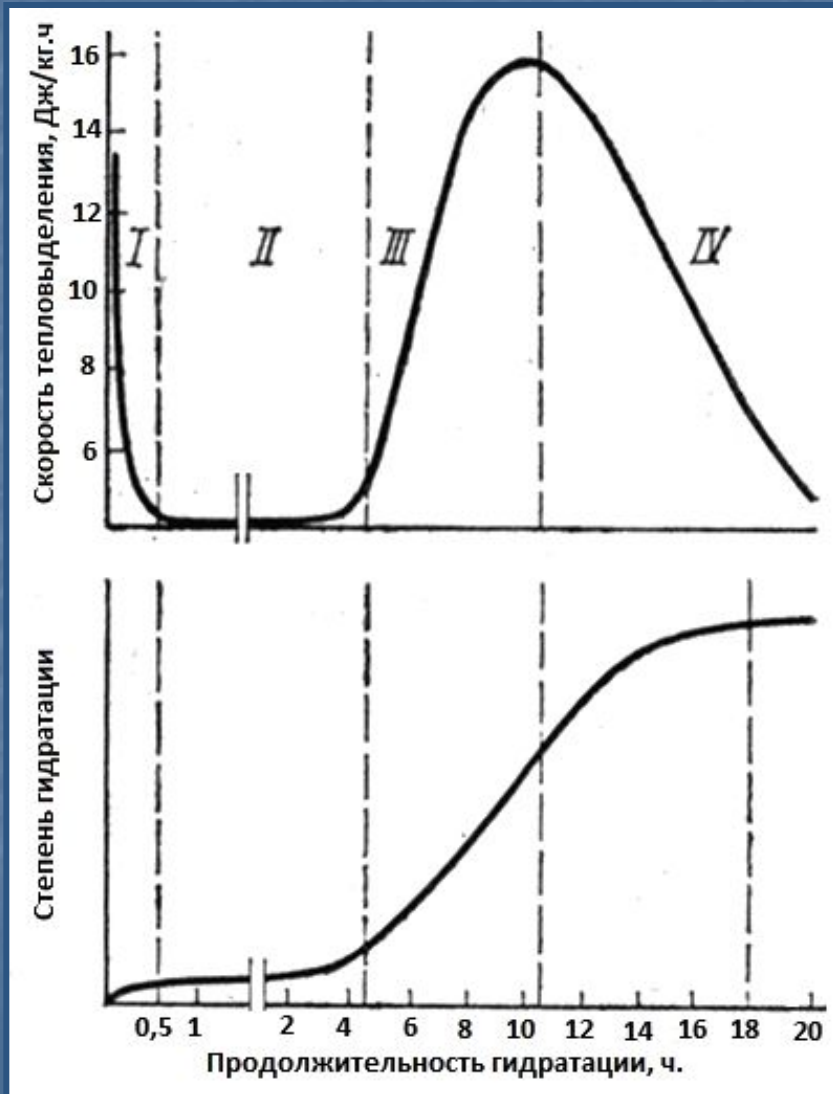 Скорость тепловыделения, Дж/кг.ч
16
14
12
10
8
6
I
II
III
IV
Степень гидратации
0,5 1 2 4 6 8 10 12 14 16 18 20
Продолжительность гидратации, ч.